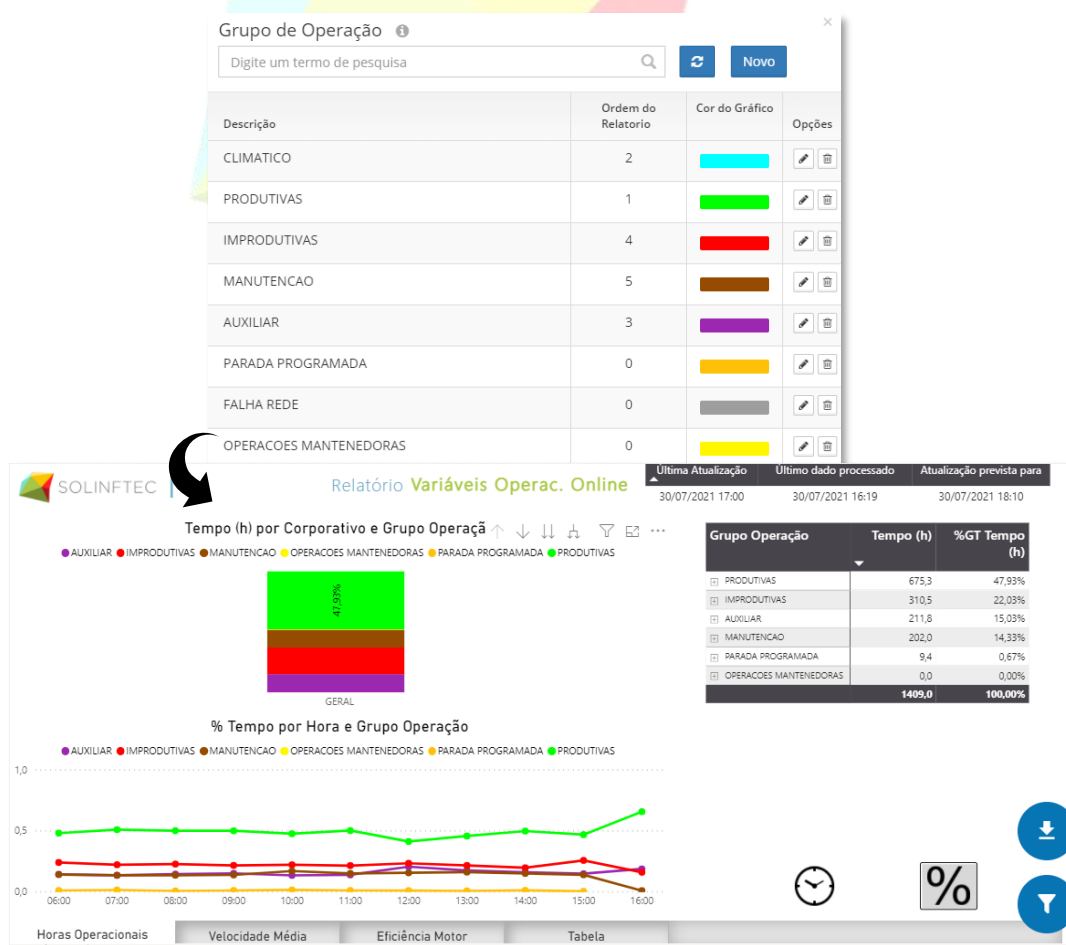 Grupo de Operação
×
Digite um termo de pesquisa
Novo
Descrição
Ordem do
Relatorio
Cor do Gráfico
Opções
CLIMATICO 2
PRODUTIVAS 1
IMPRODUTIVAS 4
MANUTENCAO 5
AUXILIAR 3
PARADA PROGRAMADA 0
FALHA REDE 0
OPERACOES MANTENEDORAS 0
SOLINFTEC
Relatório Variáveis Operac. Online
Última Atualização Último dado processado Atualização prevista para
30/07/2021 17:00 30/07/2021 16:19 30/07/2021 18:10
Tempo (h) por Corporativo e Grupo Operaçã
AUXILIAR IMPRODUTIVAS MANUTENCAO OPERACOES MANTENEDORAS PARADA PROGRAMADA PRODUTIVAS
47,93%
GERAL
Grupo Operação Tempo (h) %GT Tempo
(h)
PRODUTIVAS 675,3 47,93%
IMPRODUTIVAS 310,5 22,03%
AUXILIAR 211,8 15,03%
MANUTENCAO 202,0 14,33%
PARADA PROGRAMADA 9,4 0,67%
OPERACOES MANTENEDORAS 0,0 0,00%
1409,0 100,00%
% Tempo por Hora e Grupo Operação
AUXILIAR IMPRODUTIVAS MANUTENCAO OPERACOES MANTENEDORAS PARADA PROGRAMADA PRODUTIVAS
1,0
0,5
0,0
06:00 07:00 08:00 09:00 10:00 11:00 12:00 13:00 14:00 15:00 16:00
%
Horas Operacionais Velocidade Média Eficiência Motor Tabela